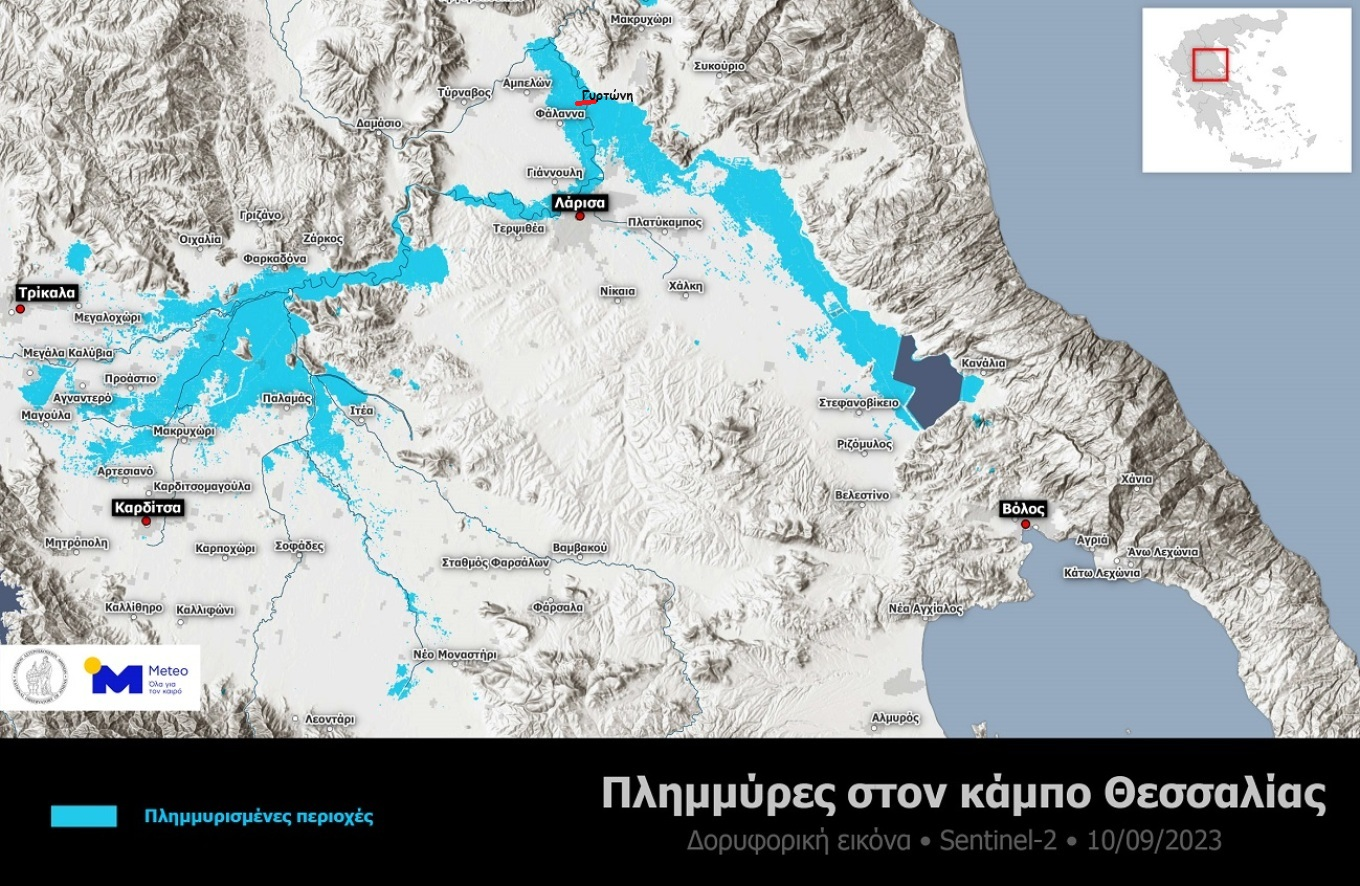 Μακρυχώρι
Συκούριο
Αμπελών
Τύρναβος
Γυρτώνη
Φάλαννα
Δαμάσιο
Γιάννουλη
Λάρισα
Γριζάνο
Πλατύκαμπος
Τερψιθέα
Οιχαλία
Ζάρκος
Φαρκαδόνα
Τρίκαλα
Νίκαια
Χάλκη
Μεγαλοχώρι
Μεγάλα Καλύβια
Κανάλια
Προάστιο
Αγναντερό
Παλαμάς
Ιτέα
Στεφανοβίκειο
Μαγούλα
Μακρυχώρι
Ριζόμυλος
Αρτεσιανό
Καρδιτσομαγούλα
Χάνια
Βελεστίνο
Καρδίτσα
Βόλος
Μητρόπολη
Καρποχώρι
Σοφάδες
Βαμβακού
Αγριά
Άνω Λεχώνια
Σταθμός Φαρσάλων
Κάτω Λεχώνια
Καλλίθηρο
Καλλιφώνι
Φάρσαλα
Νέα Αγχίαλος
Νέο Μοναστήρι
Meteo
Όλα για
τον καιρό
Λεοντάρι
Αλμυρός
Πλημμύρες στον κάμπο Θεσσαλίας
Πλημμυρισμένες περιοχές
Δορυφορική εικόνα • Sentinel-2 • 10/09/2023